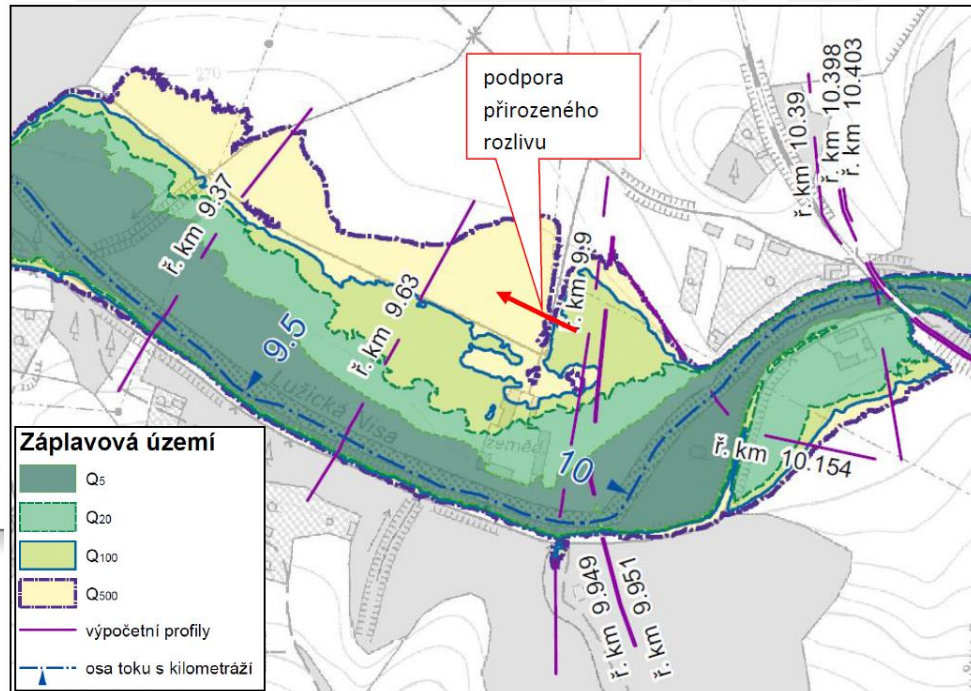 podpora
přirozeného
rozlivu
270
ř. km 10.39
ř. km 10.398
ř. km 10.403
ř. km 9.37
ř. km 9.63
ř. km 9.9
9.5
10
zeměd.
ř. km 10.154
ř. km 9.949
ř. km 9.951
Záplavová území
Q5
Q20
Q100
Q500
výpočetní profily
osa toku s kilometráží